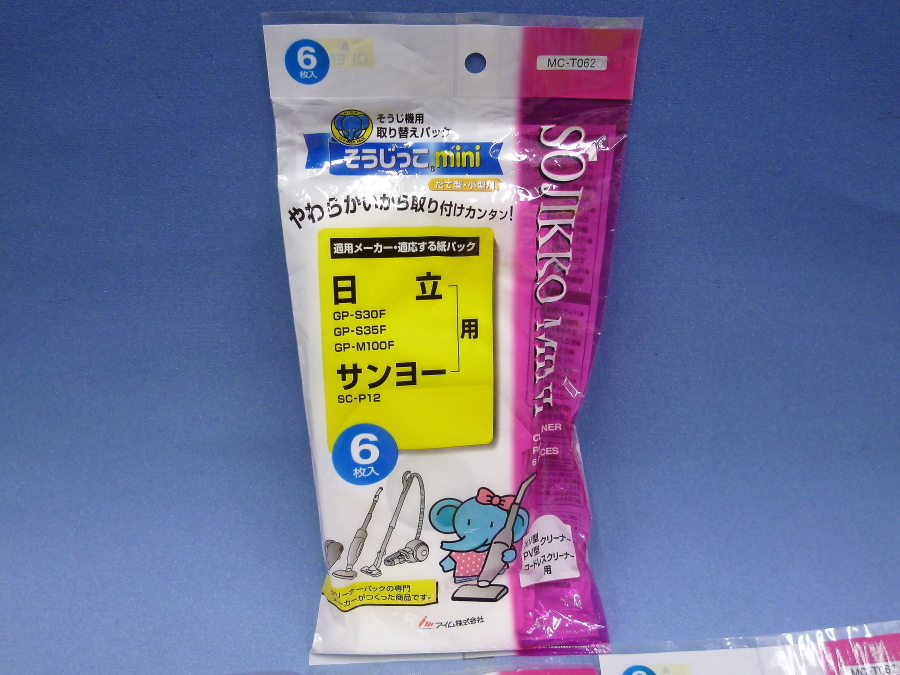 6
枚入
MC-T062
そうじ機用
取り替えパック
そうじっこ®mini
たて型・小型用
やわらかいから取り付けカンタン!
適用メーカー・適応する紙パック
日立
GP-S30F
GP-S35F
GP-M100F
用
サンヨー
SC-P12
6
枚入
SŌJIKKO MINI
PV型クリーナー
コードレスクリーナー
用
クリーナーパックの専門
メーカーがつくった商品です。
im アイム株式会社
6
MC-T062